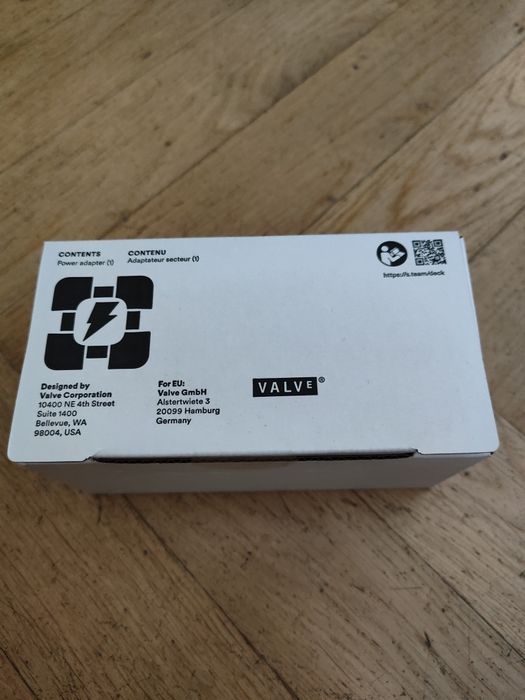 CONTENTS
Power adapter (1)
CONTENU
Adaptateur secteur (1)
https://s.team/deck
Designed by
Valve Corporation
10400 NE 4th Street
Suite 1400
Bellevue, WA
98004, USA
For EU:
Valve GmbH
Alstertwiete 3
20099 Hamburg
Germany
VALVE®